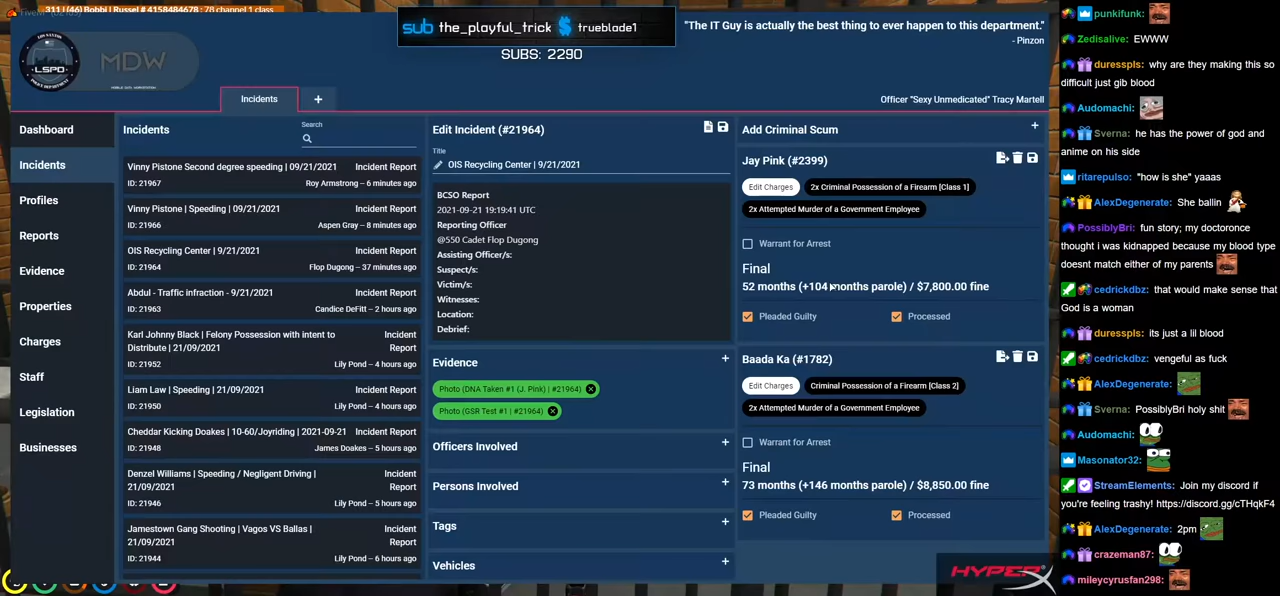 311 | (46) Bobbi | Russel # 4158484678 : 78 channel 1 class
sub the_playful_trick trueblade1
SUBS: 2290
"The IT Guy is actually the best thing to ever happen to this department."
- Pinzon
LOS SANTOS
LSPD
POLICE DEPARTMENT
MDW
MOBILE DATA WORKSTATION
Incidents
+
Officer "Sexy Unmedicated" Tracy Martell
Dashboard
Incidents
Profiles
Reports
Evidence
Properties
Charges
Staff
Legislation
Businesses
Incidents
Search
Vinny Pistone Second degree speeding | 09/21/2021 Incident Report
ID: 21967 Roy Armstrong – 6 minutes ago
Vinny Pistone | Speeding | 09/21/2021 Incident Report
ID: 21966 Aspen Gray – 8 minutes ago
OIS Recycling Center | 9/21/2021 Incident Report
ID: 21964 Flop Dugong – 37 minutes ago
Abdul - Traffic infraction - 9/21/2021 Incident Report
ID: 21963 Candice DeFitt – 2 hours ago
Karl Johnny Black | Felony Possession with intent to Incident
Distribute | 21/09/2021 Report
ID: 21952 Lily Pond – 4 hours ago
Liam Law | Speeding | 21/09/2021 Incident Report
ID: 21950 Lily Pond – 4 hours ago
Cheddar Kicking Doakes | 10-60/Joyriding | 2021-09-21 Incident Report
ID: 21948 James Doakes – 5 hours ago
Denzel Williams | Speeding / Negligent Driving | Incident
21/09/2021 Report
ID: 21946 Lily Pond – 5 hours ago
Jamestown Gang Shooting | Vagos VS Ballas | Incident
21/09/2021 Report
ID: 21944 Lily Pond – 6 hours ago
Edit Incident (#21964)
Title
OIS Recycling Center | 9/21/2021
BCSO Report
2021-09-21 19:19:41 UTC
Reporting Officer
@550 Cadet Flop Dugong
Assisting Officer/s:
Suspect/s:
Victim/s:
Witnesses:
Location:
Debrief:
Evidence +
Photo (DNA Taken #1 (J. Pink) | #21964)
Photo (GSR Test #1 | #21964)
Officers Involved +
Persons Involved +
Tags +
Vehicles +
Add Criminal Scum +
Jay Pink (#2399)
Edit Charges 2x Criminal Possession of a Firearm [Class 1]
2x Attempted Murder of a Government Employee
Warrant for Arrest
Final
52 months (+104 months parole) / $7,800.00 fine
Pleaded Guilty Processed
Baada Ka (#1782)
Edit Charges Criminal Possession of a Firearm [Class 2]
2x Attempted Murder of a Government Employee
Warrant for Arrest
Final
73 months (+146 months parole) / $8,850.00 fine
Pleaded Guilty Processed
HYPERX
punkifunk:
Zedisalive: EWWW
duresspls: why are they making this so
difficult just gib blood
Audomachi:
Sverna: he has the power of god and
anime on his side
ritarepulso: "how is she" yaaas
AlexDegenerate: She ballin
PossiblyBri: fun story; my doctoronce
thought i was kidnapped because my blood type
doesnt match either of my parents
cedrickdbz: that would make sense that
God is a woman
duresspls: its just a lil blood
cedrickdbz: vengeful as fuck
AlexDegenerate:
Sverna: PossiblyBri holy shit
Audomachi:
Masonator32:
StreamElements: Join my discord if
you're feeling trashy! https://discord.gg/cTHqkF4
AlexDegenerate: 2pm
crazeman87:
mileycyrusfan298: